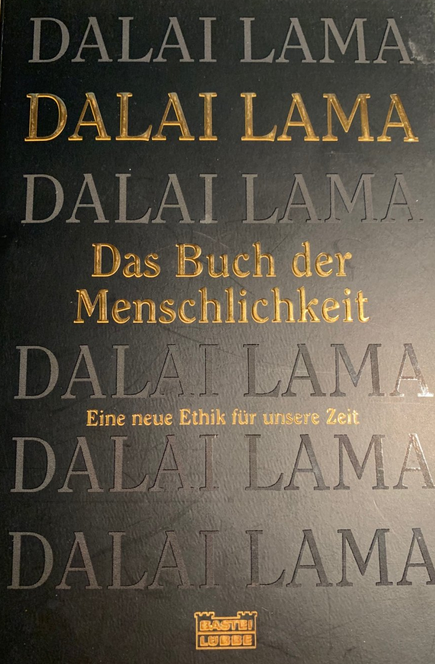 DALAI LAMA
DALAI LAMA
DALAI LAMA
Das Buch der
Menschlichkeit
DALAI LAMA
Eine neue Ethik für unsere Zeit
DALAI LAMA
DALAI LAMA
BASTEI
LÜBBE